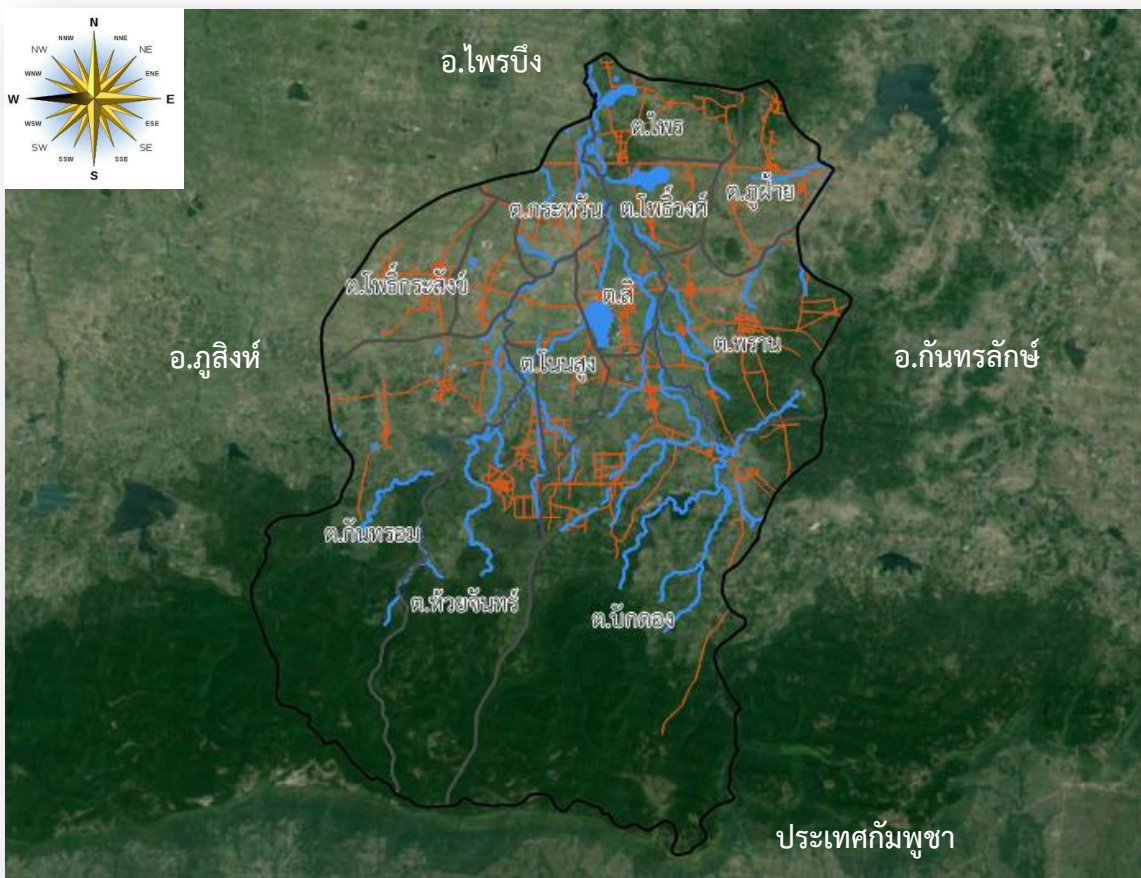 N
NNW NNE
NW NE
WNW ENE
W E
WSW ESE
SW SE
SSW SSE
S
อ.ไพรบึง
ต.ไพร
ต.กระหวัน ต.โพธิ์วงศ์ ต.ภูฝ้าย
ต.โพธิ์กระสังข์
ต.สิ
อ.ภูสิงห์ ต.โนนสูง ต.พราน อ.กันทรลักษ์
ต.กันทรอม
ต.ห้วยจันทร์ ต.บักดอง
ประเทศกัมพูชา